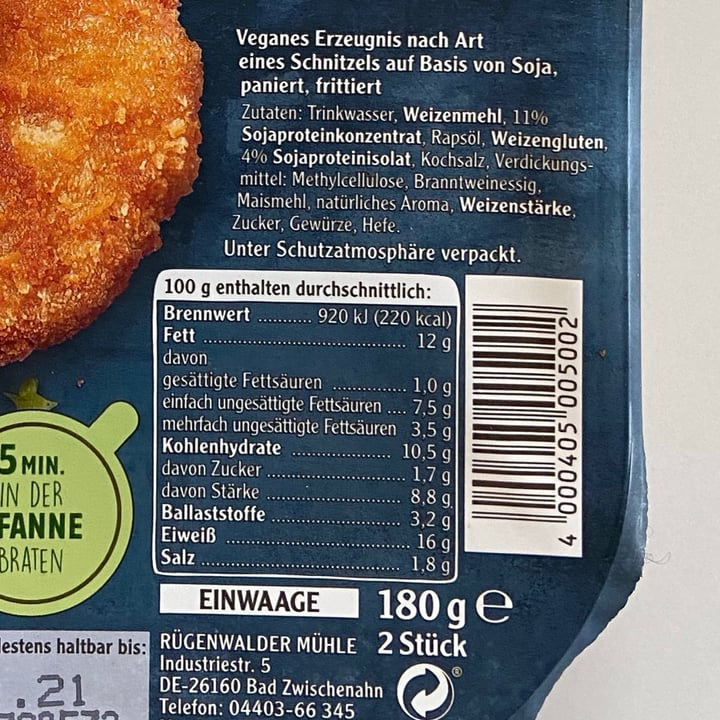 Veganes Erzeugnis nach Art
eines Schnitzels auf Basis von Soja,
paniert, frittiert
Zutaten: Trinkwasser, Weizenmehl, 11%
Sojaproteinkonzentrat, Rapsöl, Weizengluten,
4% Sojaproteinisolat, Kochsalz, Verdickungs-
mittel: Methylcellulose, Branntweinessig,
Maismehl, natürliches Aroma, Weizenstärke,
Zucker, Gewürze, Hefe.
Unter Schutzatmosphäre verpackt.
100 g enthalten durchschnittlich:
Brennwert ............ 920 kJ (220 kcal)
Fett ........................................ 12 g
davon
gesättigte Fettsäuren ............... 1,0 g
einfach ungesättigte Fettsäuren .... 7,5 g
mehrfach ungesättigte Fettsäuren 3,5 g
Kohlenhydrate .................... 10,5 g
davon Zucker ........................... 1,7 g
davon Stärke ........................... 8,8 g
Ballaststoffe ........................... 3,2 g
Eiweiß ................................... 16 g
Salz ........................................ 1,8 g
4 000405 005002
5 MIN.
IN DER
PFANNE
BRATEN
EINWAAGE 180 g e
2 Stück
destens haltbar bis:
.21
RÜGENWALDER MÜHLE
Industriestr. 5
DE-26160 Bad Zwischenahn
Telefon: 04403-66 345
®